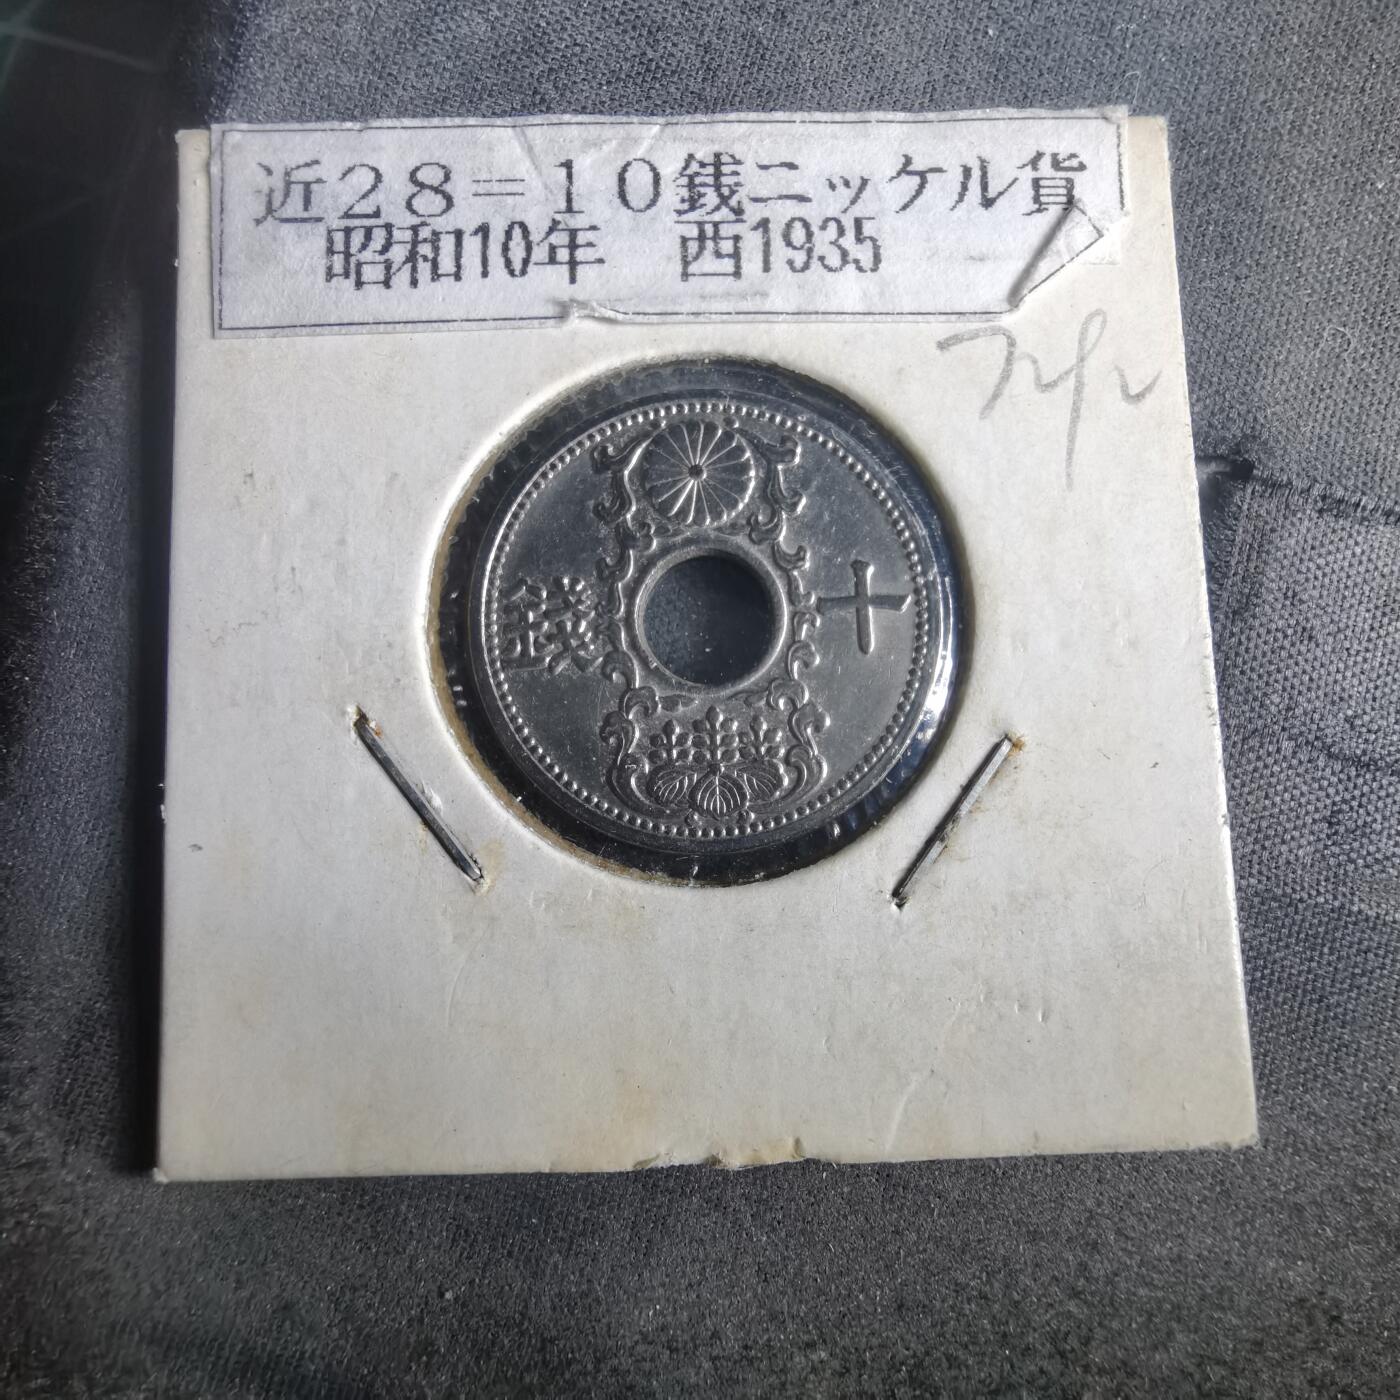 近２８＝１０銭ニッケル貨
昭和10年　西1935
十
錢